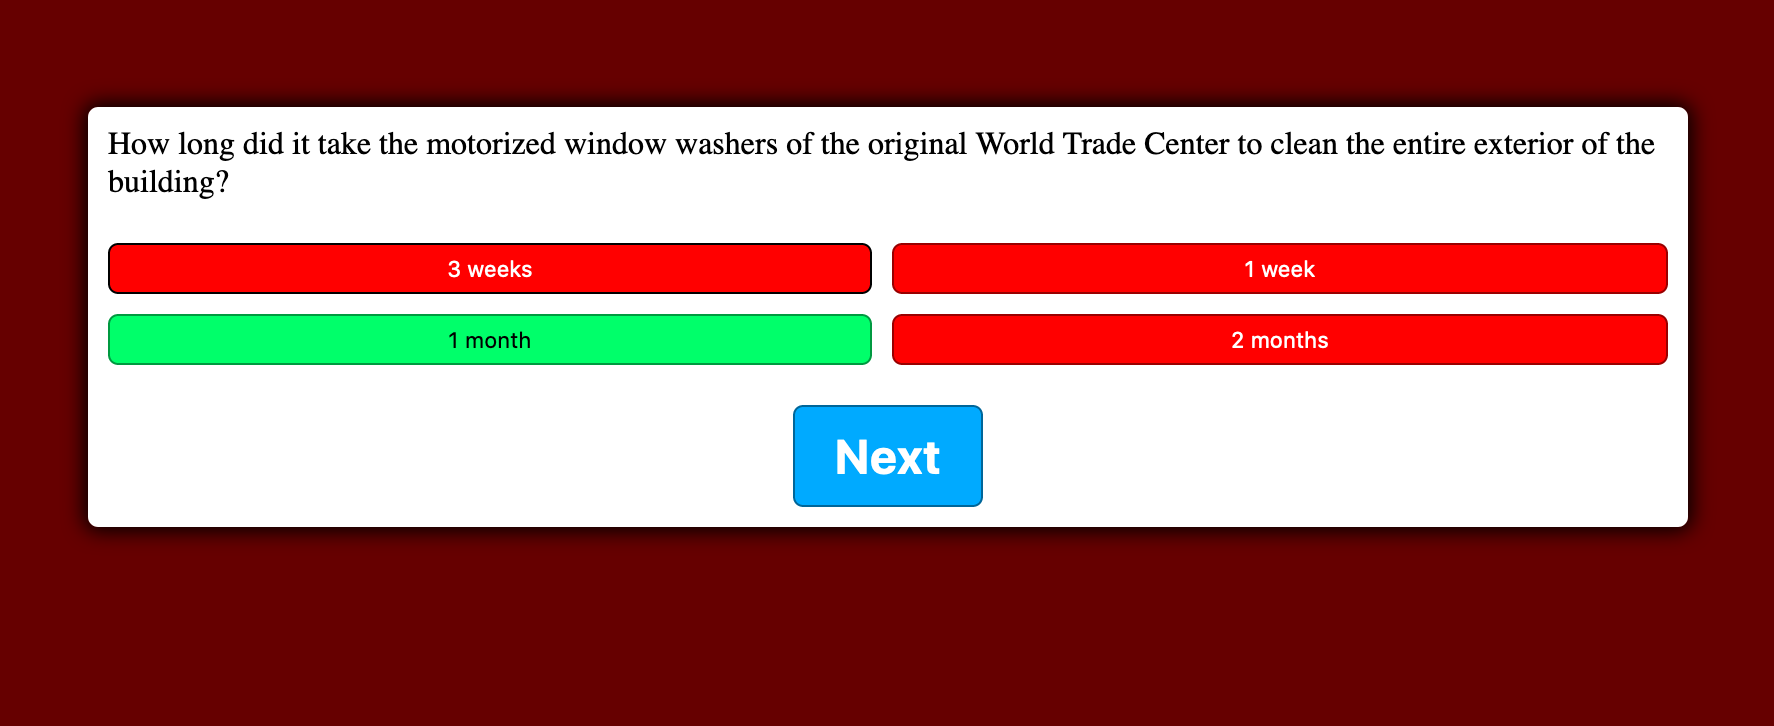 How long did it take the motorized window washers of the original World Trade Center to clean the entire exterior of the
building?
3 weeks
1 week
1 month
2 months
Next